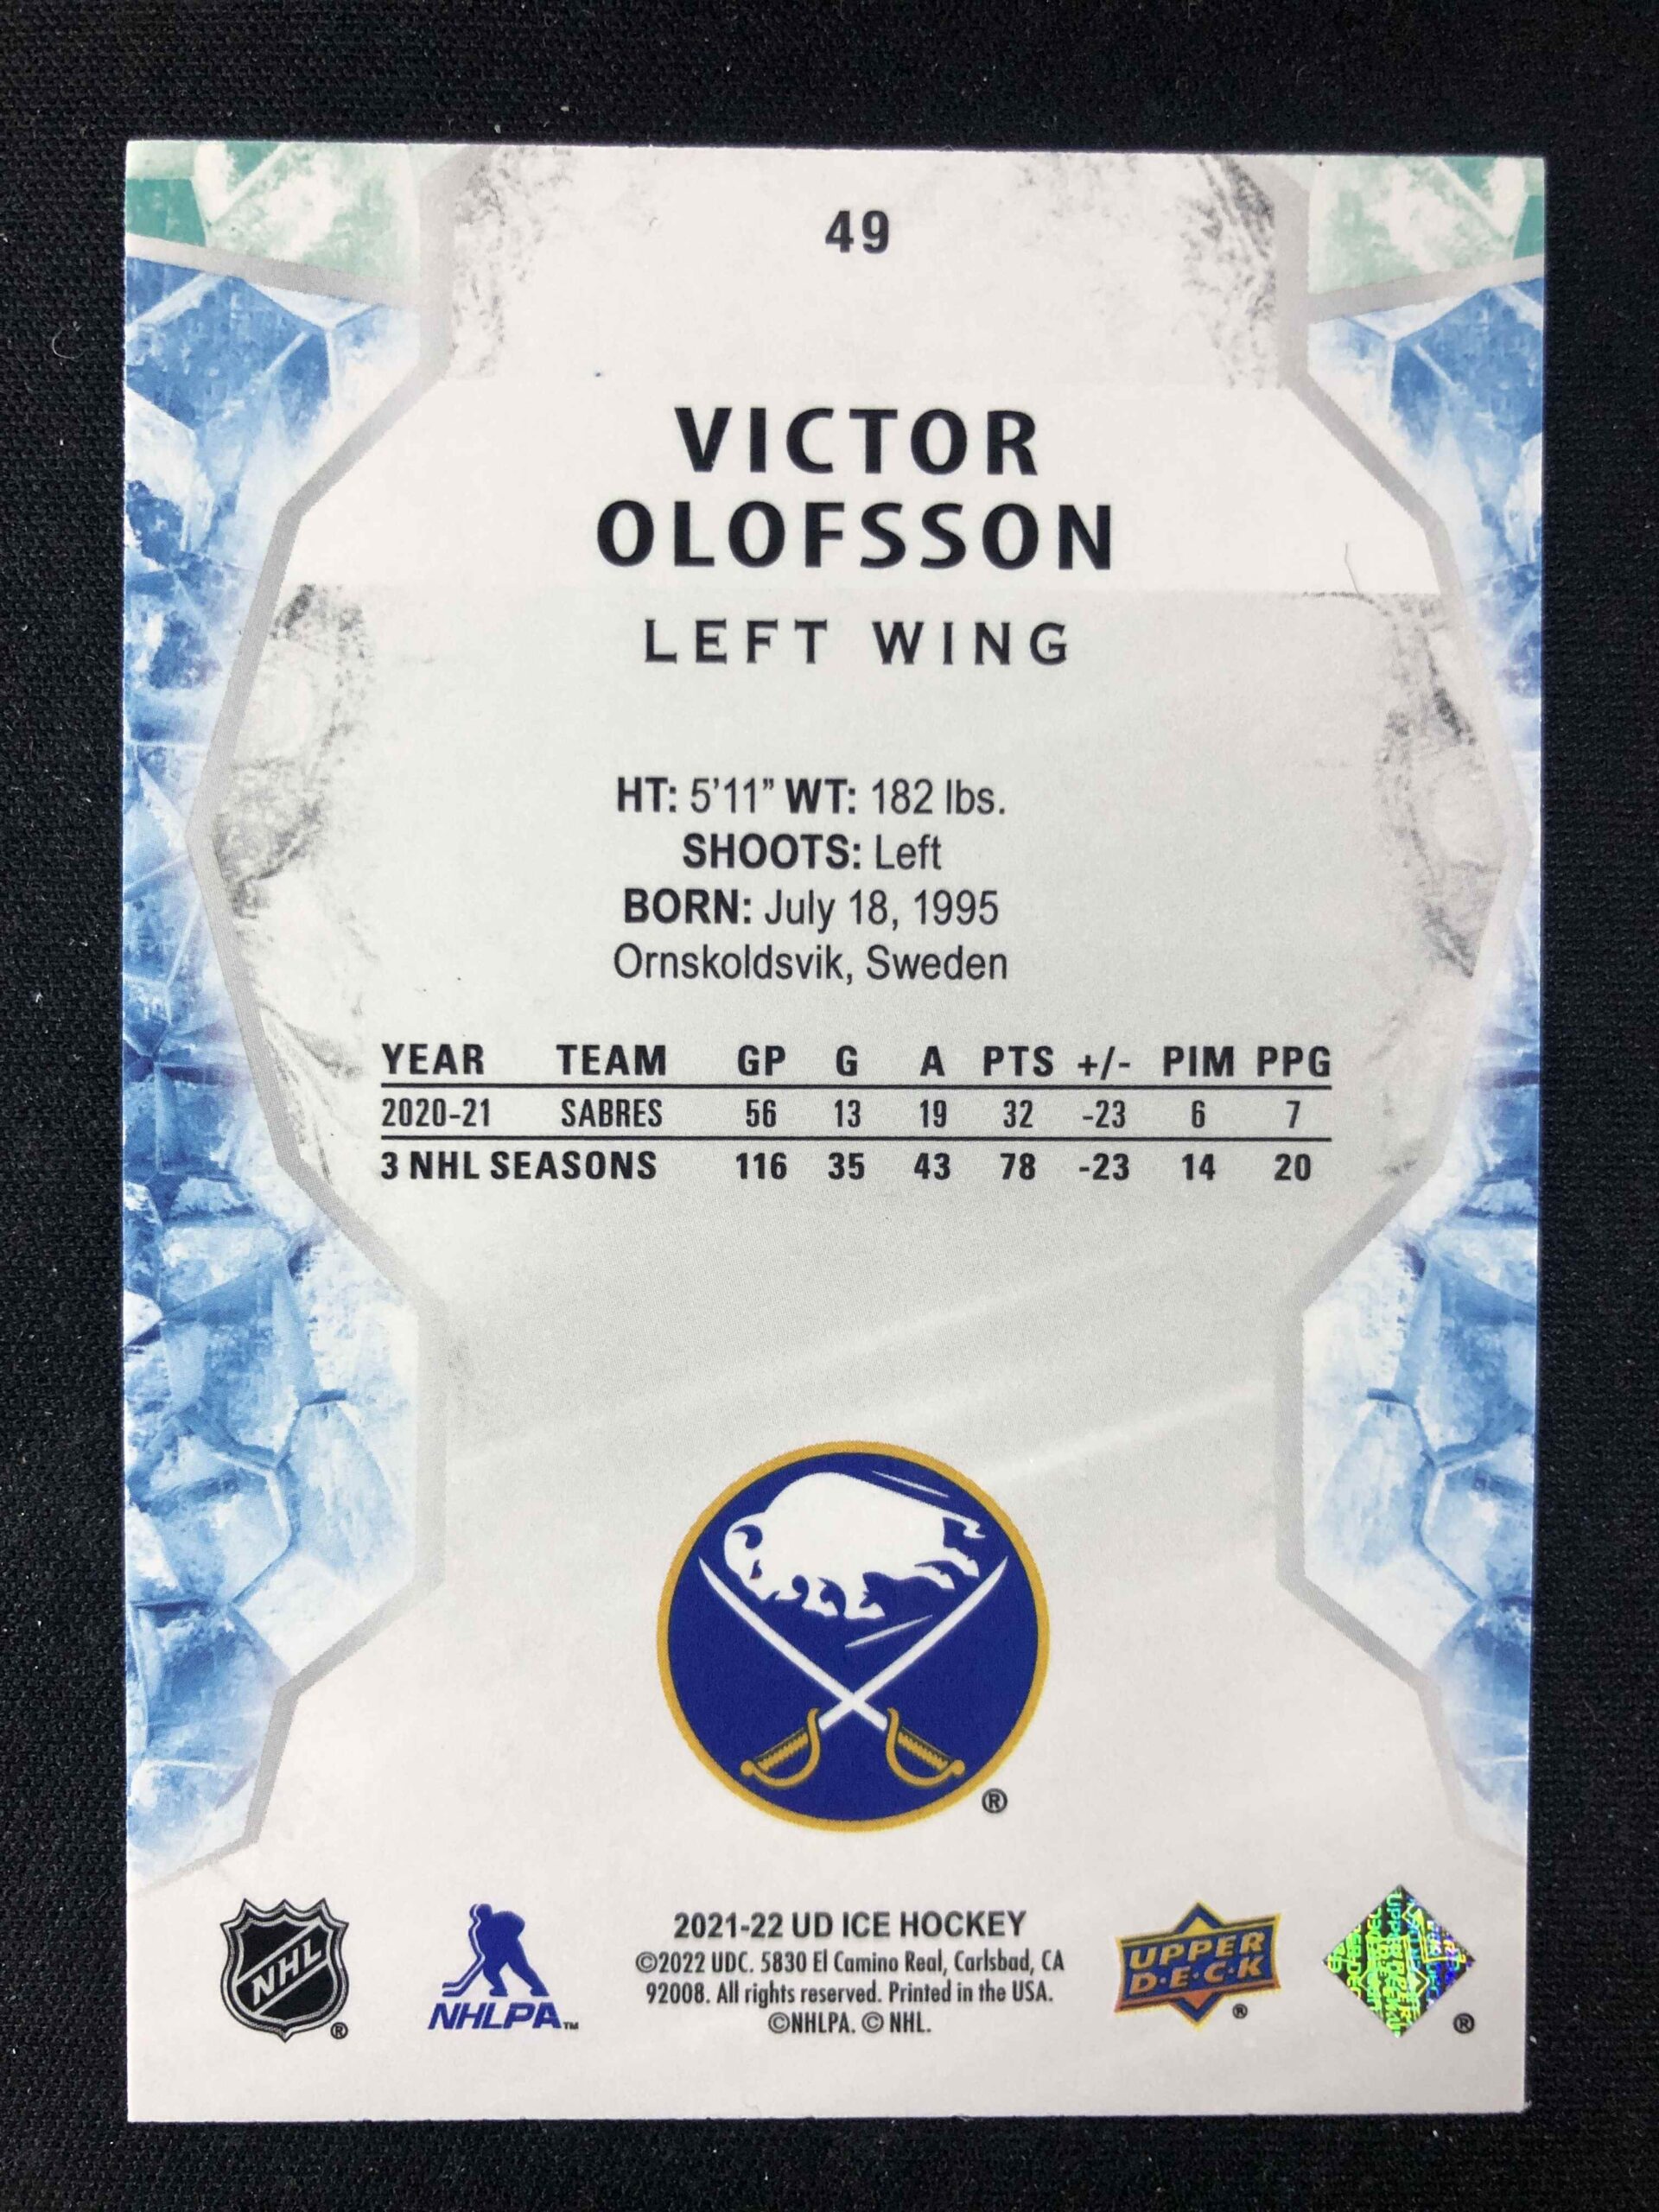 49
VICTOR
OLOFSSON
LEFT WING
HT: 5'11" WT: 182 lbs.
SHOOTS: Left
BORN: July 18, 1995
Ornskoldsvik, Sweden
YEAR TEAM GP G A PTS +/- PIM PPG
2020-21 SABRES 56 13 19 32 -23 6 7
3 NHL SEASONS 116 35 43 78 -23 14 20
®
NHL ®
NHLPA™
2021-22 UD ICE HOCKEY
©2022 UDC. 5830 El Camino Real, Carlsbad, CA
92008. All rights reserved. Printed in the USA.
©NHLPA. © NHL.
UPPER
D·E·C·K ®
®